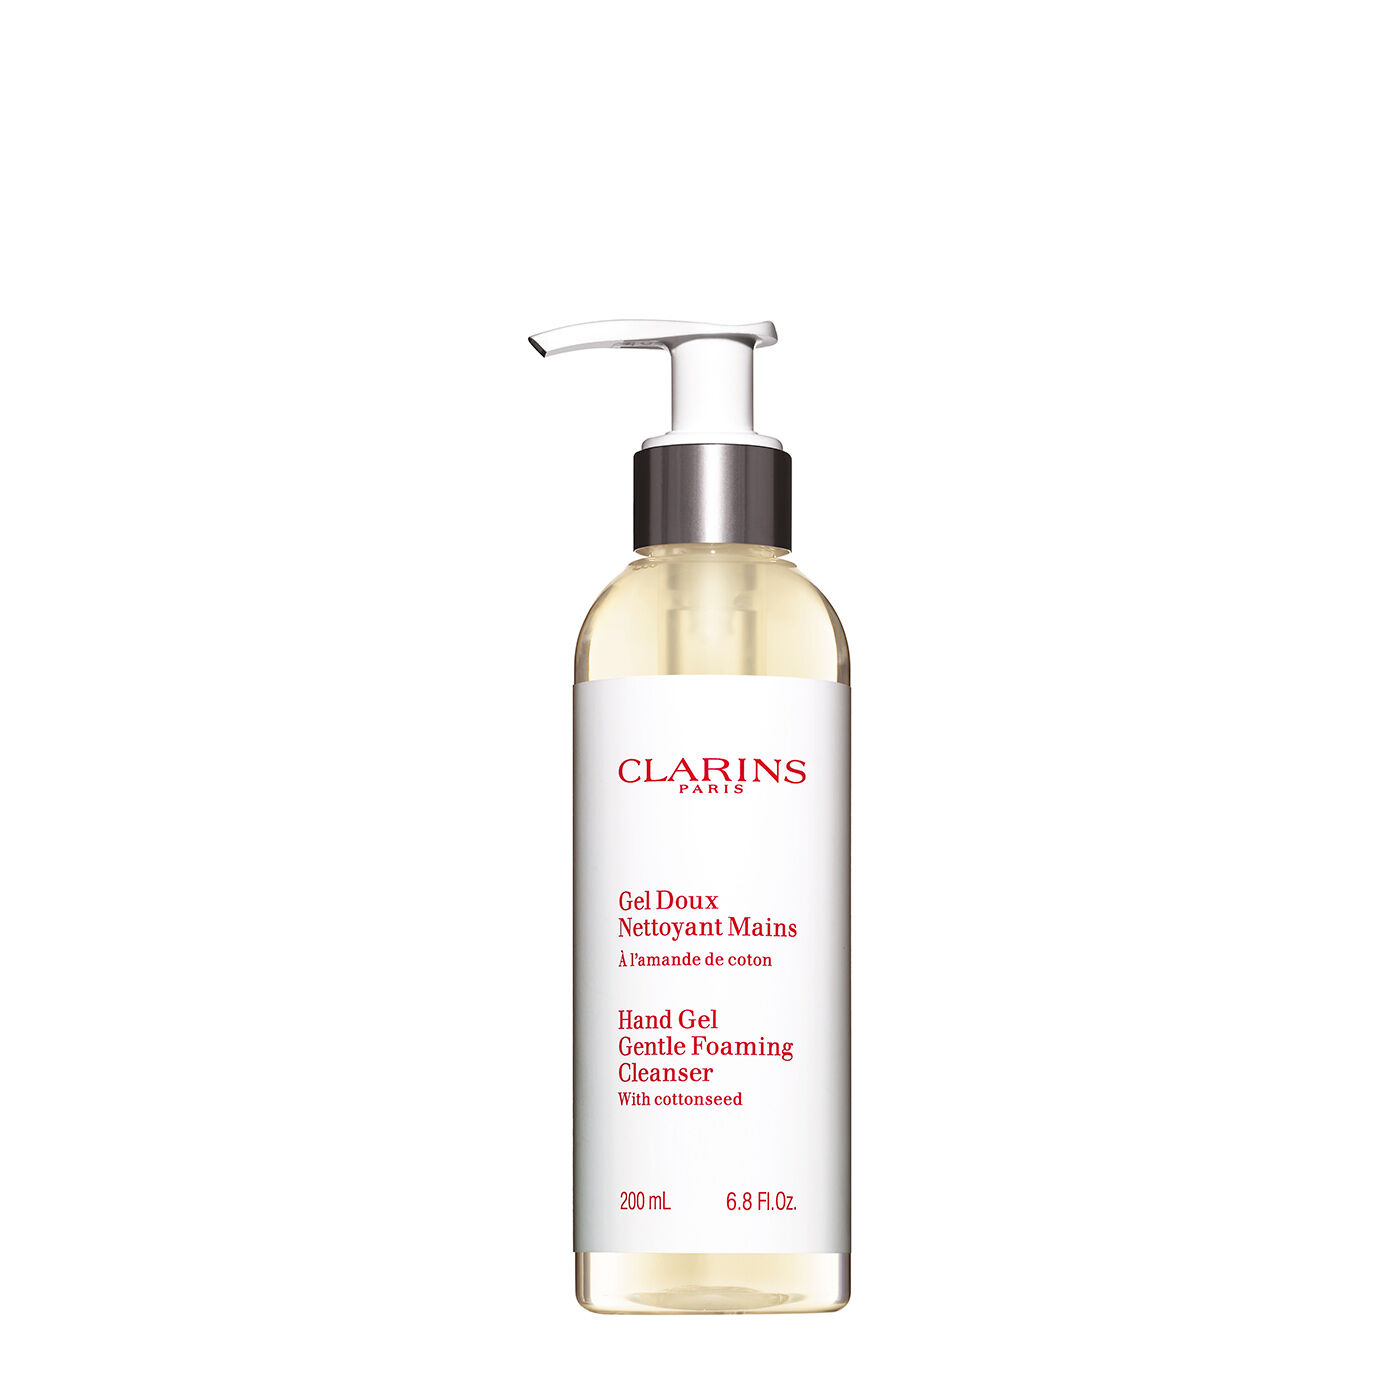 CLARINS
PARIS
Gel Doux
Nettoyant Mains
À l'amande de coton
Hand Gel
Gentle Foaming
Cleanser
With cottonseed
200 mL 6.8 Fl.Oz.